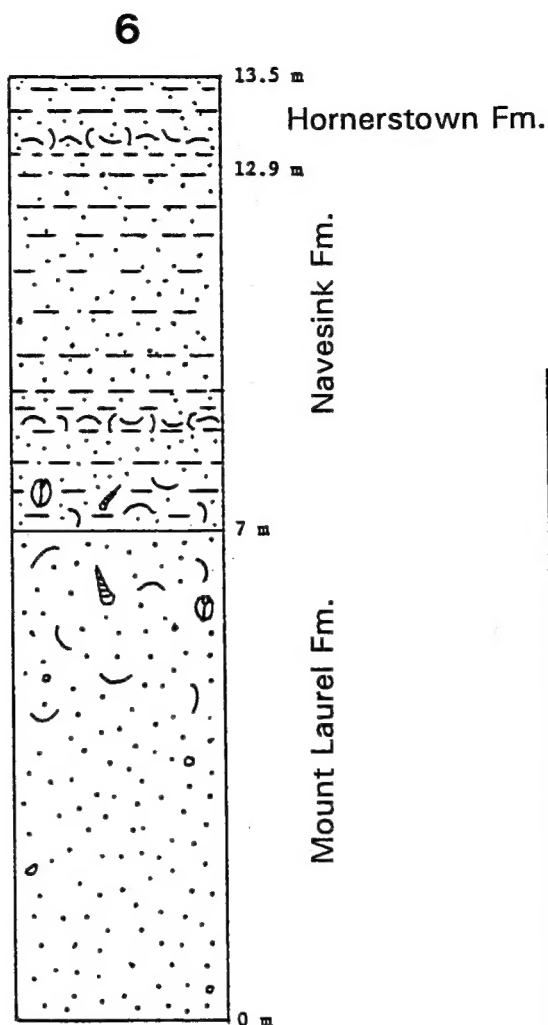 6
13.5 m
Hornerstown Fm.
12.9 m
Navesink Fm.
7 m
Mount Laurel Fm.
0 m